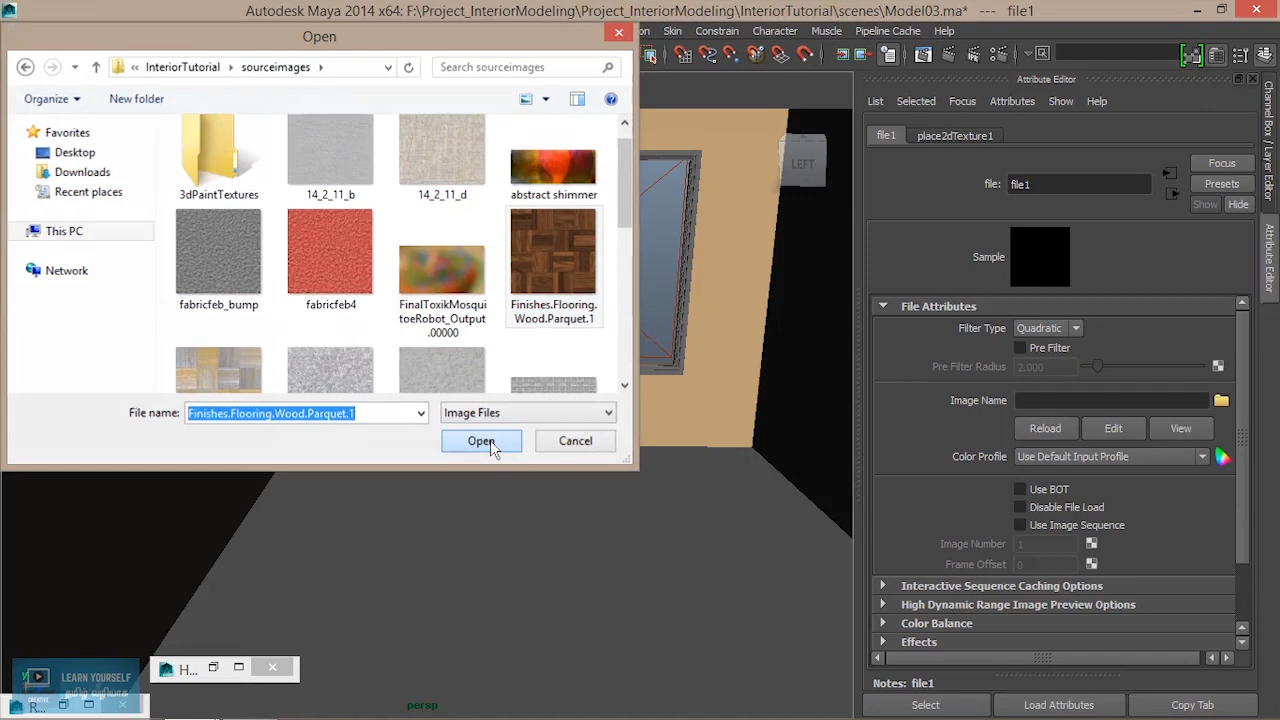 Autodesk Maya 2014 x64: F:\Project_InteriorModeling\Project_InteriorModeling\InteriorTutorial\scenes\Model03.ma* --- file1
Open
on Skin Constrain Character Muscle Pipeline Cache Help
« InteriorTutorial sourceimages
Search sourceimages
Organize
New folder
Favorites
Desktop
Downloads
Recent places
This PC
Network
3dPaintTextures
14_2_11_b
14_2_11_d
abstract shimmer
fabricfeb_bump
fabricfeb4
FinalToxikMosqui
toeRobot_Output
.00000
Finishes.Flooring.
Wood.Parquet.1
File name:
Finishes.Flooring.Wood.Parquet.1
Image Files
Open
Cancel
LEFT
persp
Attribute Editor
List Selected Focus Attributes Show Help
file1
place2dTexture1
file: file1
Focus
Presets
Show Hide
Sample
File Attributes
Filter Type Quadratic
Pre Filter
Pre Filter Radius 2.000
Image Name
Reload Edit View
Color Profile Use Default Input Profile
Use BOT
Disable File Load
Use Image Sequence
Image Number 1
Frame Offset 0
Interactive Sequence Caching Options
High Dynamic Range Image Preview Options
Color Balance
Effects
Notes: file1
Select
Load Attributes
Copy Tab
Channel Box / Layer Editor
Attribute Editor
H...
LEARN YOURSELF
தமிழ் வழியாக
CREATIVE
R...